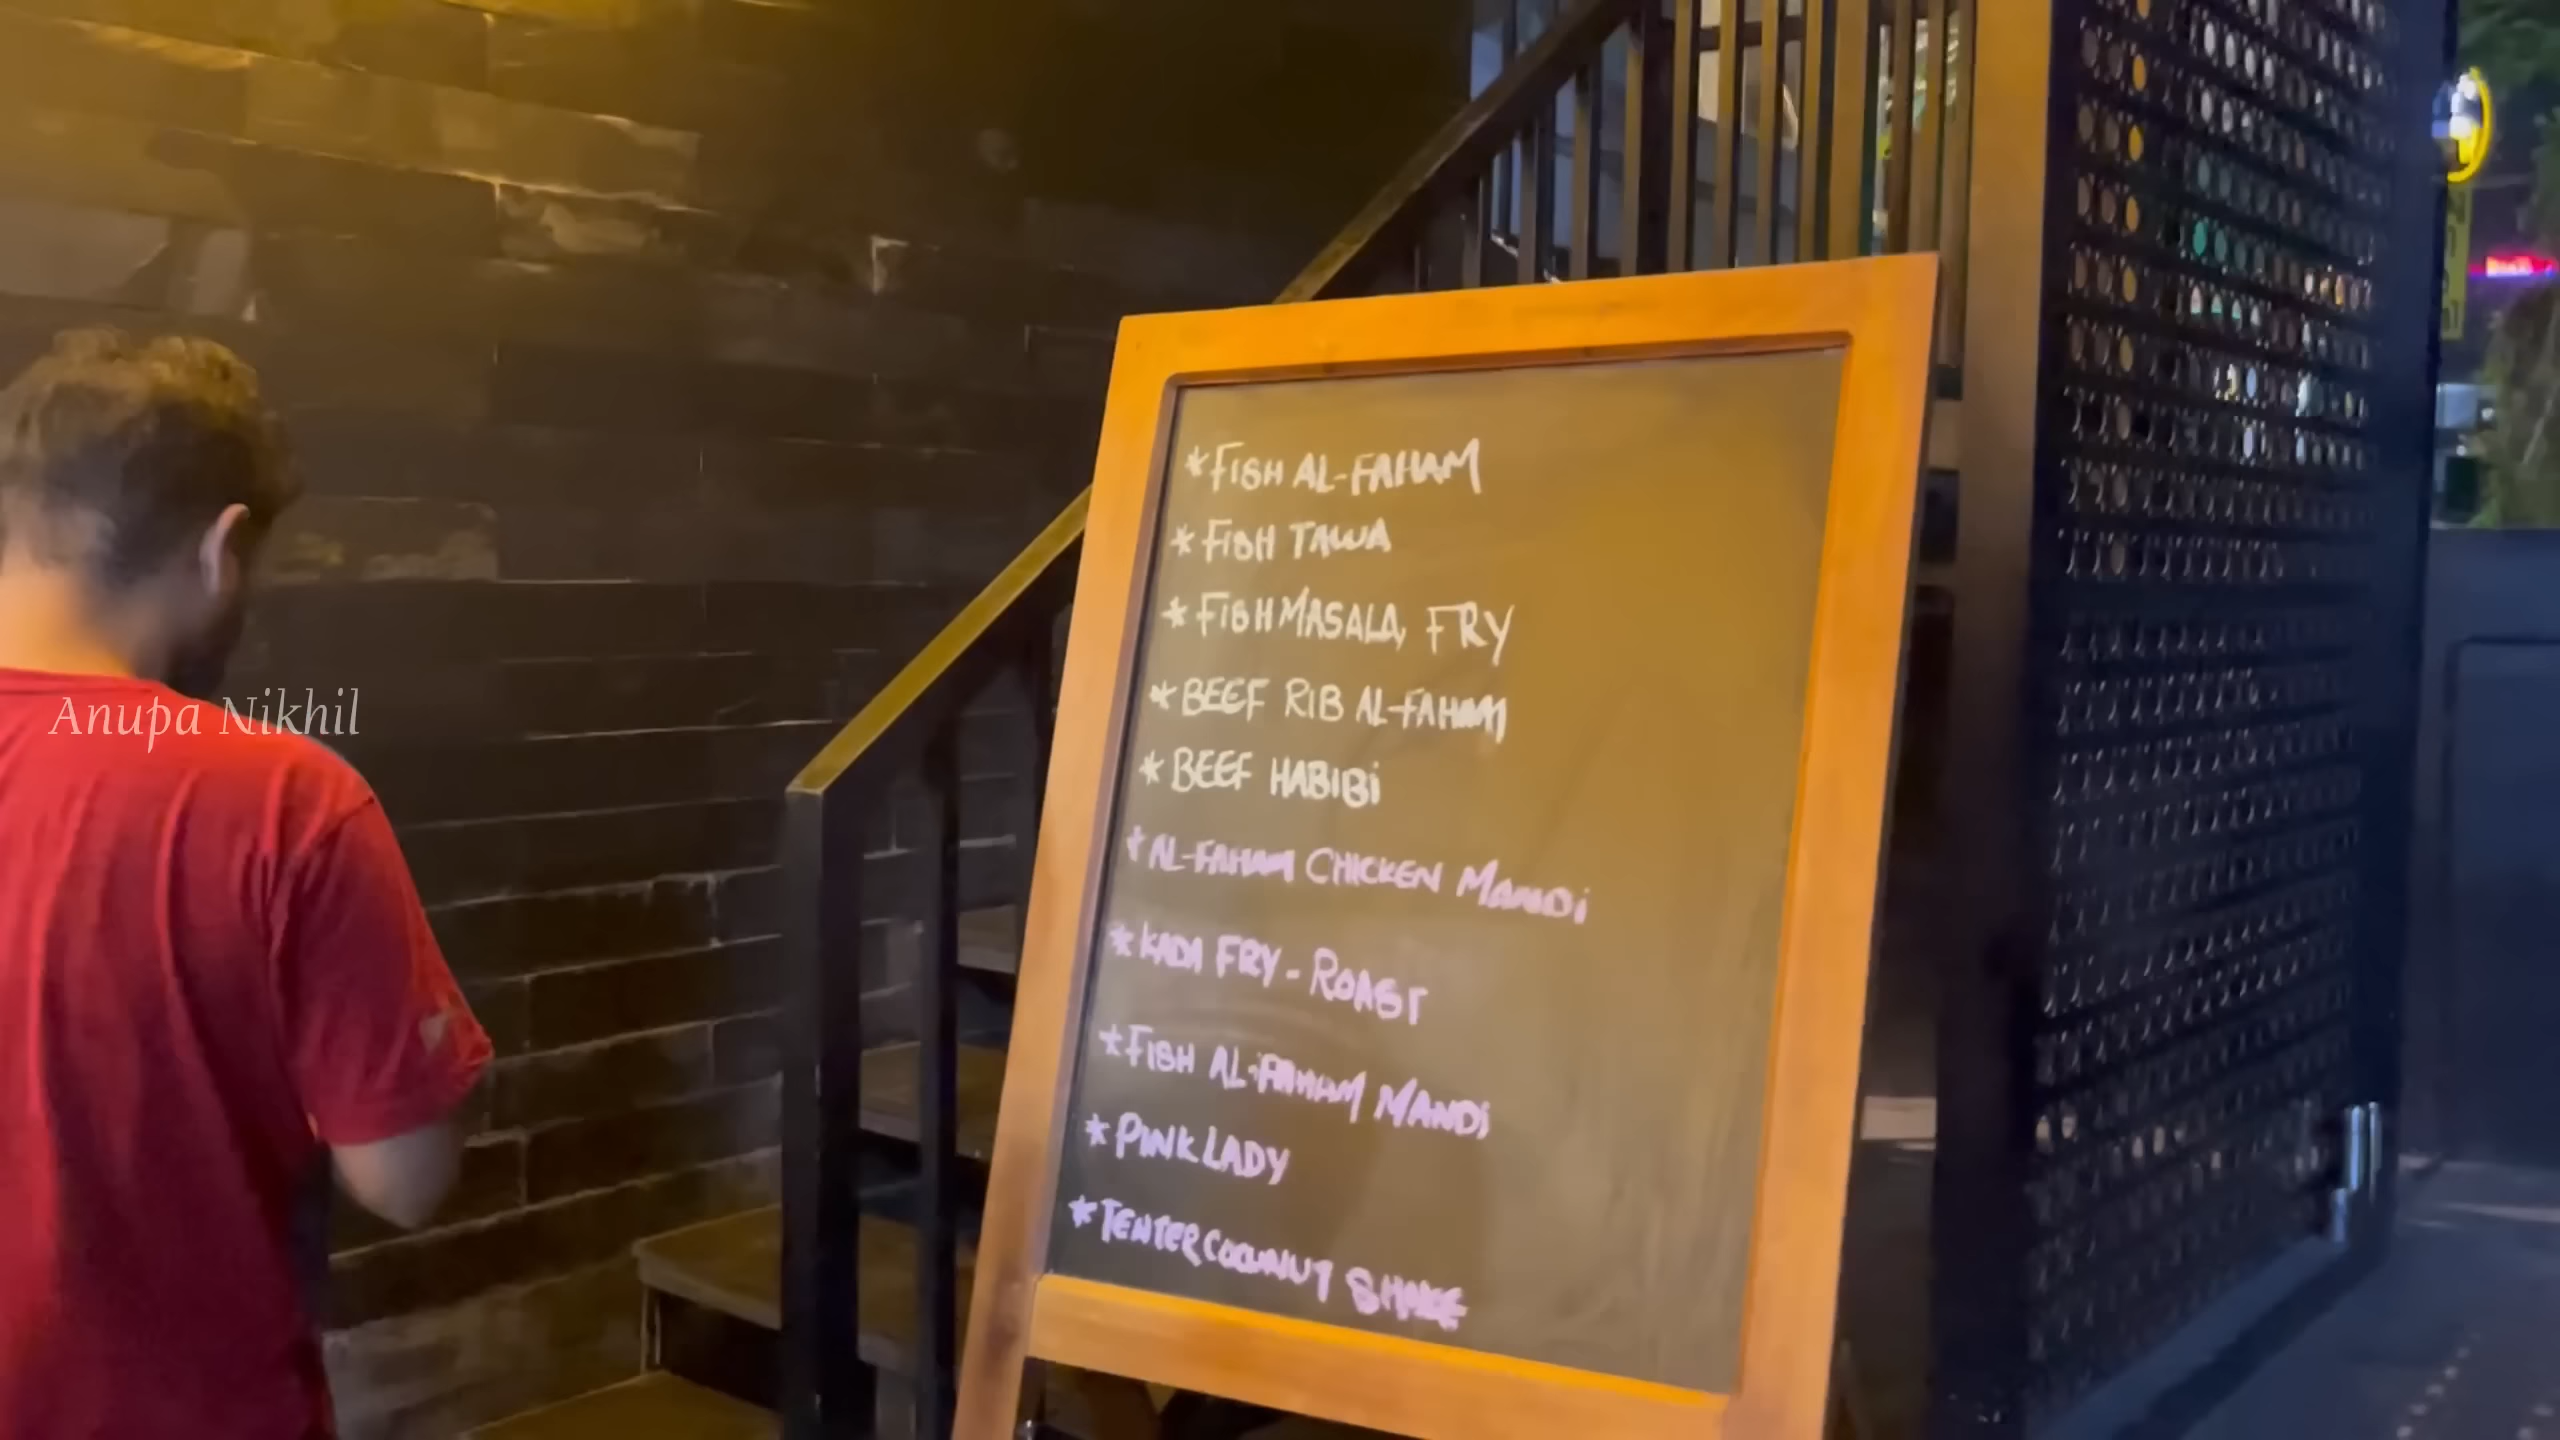 *FISH AL-FAHAM
*FISH TAWA
*FISH MASALA, FRY
*BEEF RIB AL-FAHAM
*BEEF HABIBI
*AL-FAHAM CHICKEN MANDI
*KADA FRY - ROAST
*FISH AL-FAHAM MANDI
*PINK LADY
*TENTER COCUNUT SHAKE
Anupa Nikhil